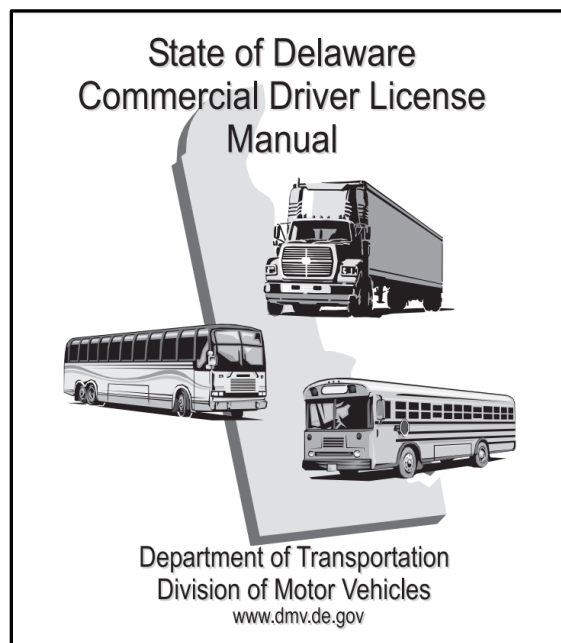 State of Delaware
Commercial Driver License
Manual
Department of Transportation
Division of Motor Vehicles
www.dmv.de.gov